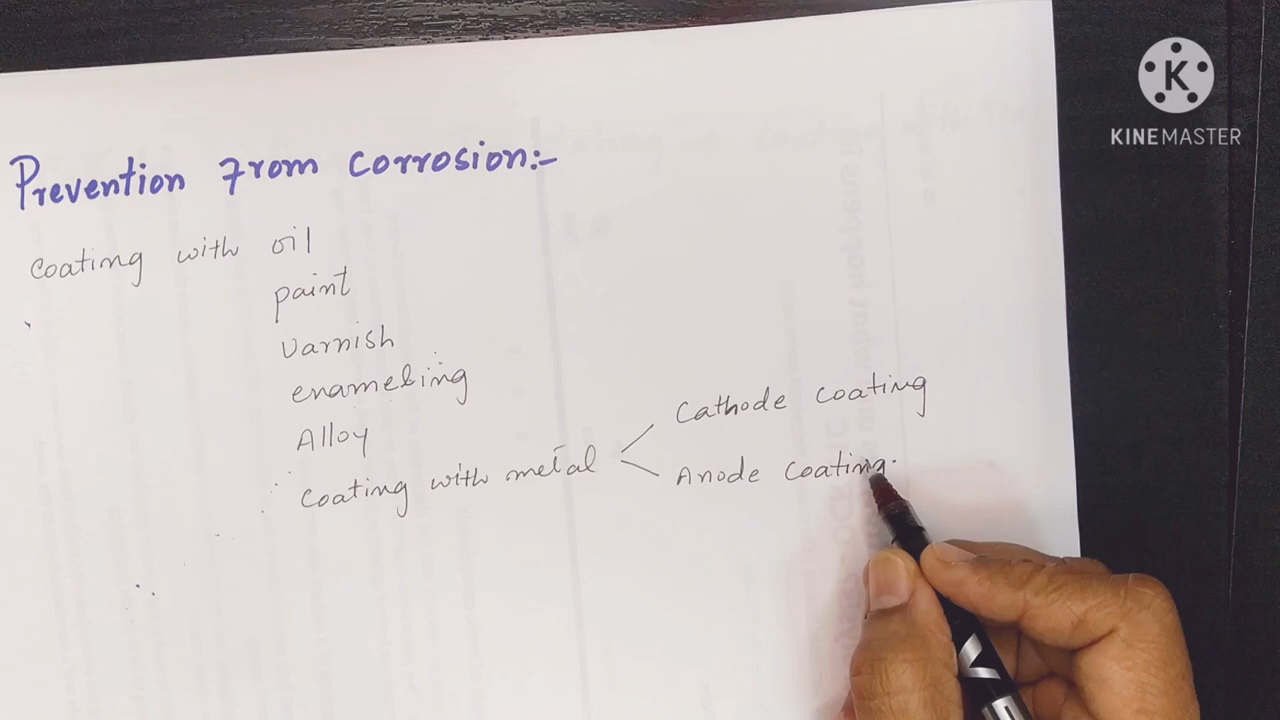 Prevention from corrosion:-
Coating with oil
paint
varnish
enameling
Alloy
Coating with metal
Cathode coating
Anode coating.
K
KINEMASTER